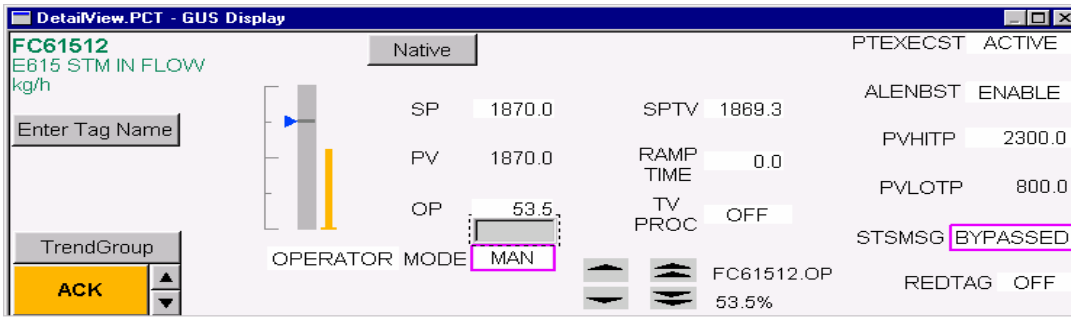 DetailView.PCT - GUS Display
FC61512
E615 STM IN FLOW
kg/h
Enter Tag Name
TrendGroup
ACK
Native
SP 1870.0
PV 1870.0
OP 53.5
OPERATOR MODE MAN
SPTV 1869.3
RAMP TIME 0.0
TV PROC OFF
FC61512.OP
53.5%
PTEXECST ACTIVE
ALENBST ENABLE
PVHITP 2300.0
PVLOTP 800.0
STSMSG BYPASSED
REDTAG OFF